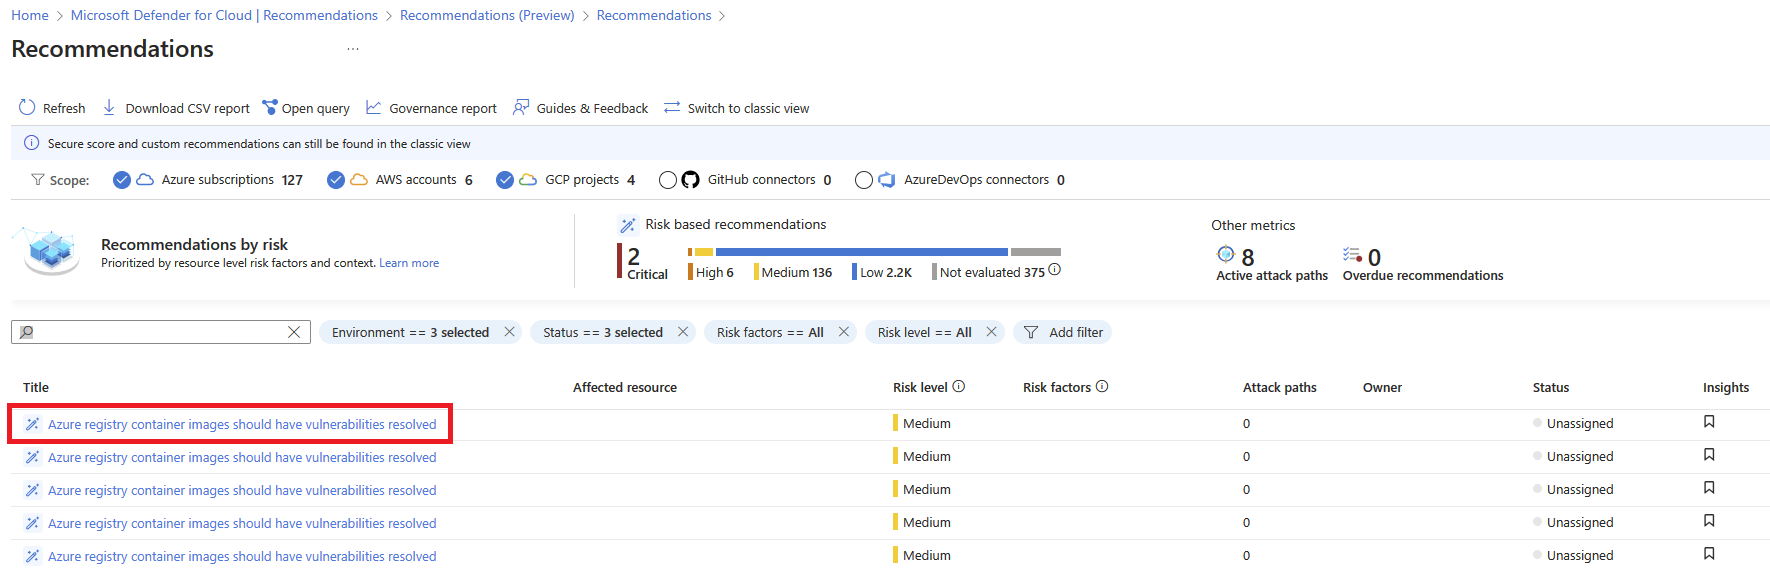 Home > Microsoft Defender for Cloud | Recommendations > Recommendations (Preview) > Recommendations >
Recommendations ...
Refresh Download CSV report Open query Governance report Guides & Feedback Switch to classic view
Secure score and custom recommendations can still be found in the classic view
Scope: Azure subscriptions 127 AWS accounts 6 GCP projects 4 GitHub connectors 0 AzureDevOps connectors 0
Recommendations by risk
Prioritized by resource level risk factors and context. Learn more
Risk based recommendations
2
Critical
High 6 Medium 136 Low 2.2K Not evaluated 375
Other metrics
8
Active attack paths
0
Overdue recommendations
Environment == 3 selected Status == 3 selected Risk factors == All Risk level == All Add filter
Title Affected resource Risk level Risk factors Attack paths Owner Status Insights
Azure registry container images should have vulnerabilities resolved Medium 0 Unassigned
Azure registry container images should have vulnerabilities resolved Medium 0 Unassigned
Azure registry container images should have vulnerabilities resolved Medium 0 Unassigned
Azure registry container images should have vulnerabilities resolved Medium 0 Unassigned
Azure registry container images should have vulnerabilities resolved Medium 0 Unassigned